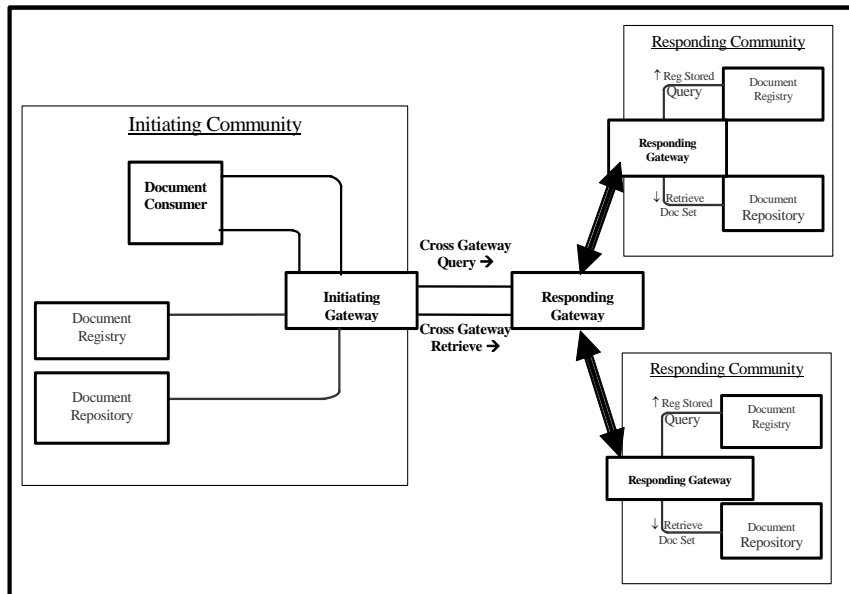 Initiating Community
Document
Consumer
Initiating
Gateway
Document
Registry
Document
Repository
Cross Gateway
Query →
Cross Gateway
Retrieve →
Responding
Gateway
Responding Community
↑ Reg Stored
Query
Document
Registry
Responding
Gateway
↓ Retrieve
Doc Set
Document
Repository
Responding Community
↑ Reg Stored
Query
Document
Registry
Responding Gateway
↓ Retrieve
Doc Set
Document
Repository